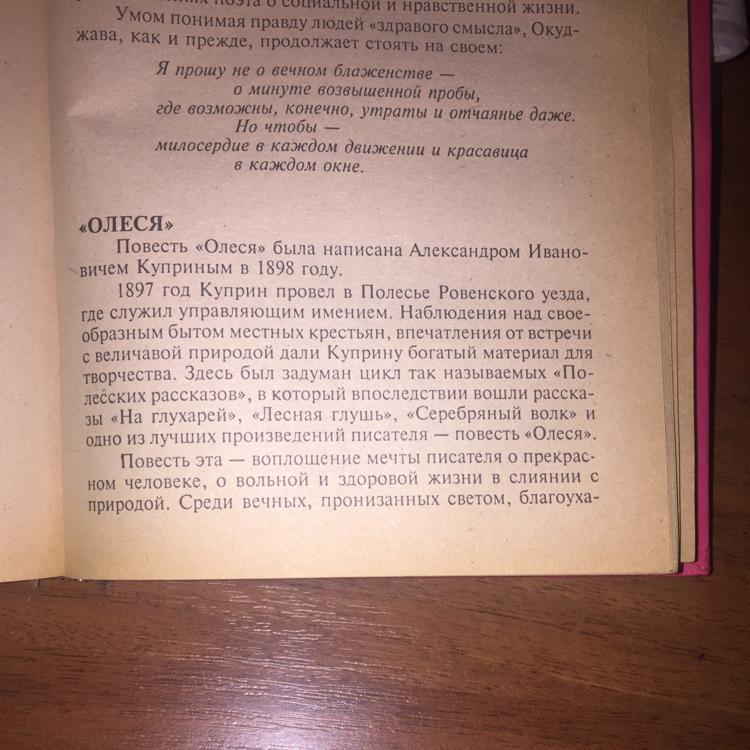 поэта о социальной и нравственной жизни.
Умом понимая правду людей «здравого смысла», Окуд-
жава, как и прежде, продолжает стоять на своем:
Я прошу не о вечном блаженстве —
о минуте возвышенной пробы,
где возможны, конечно, утраты и отчаянье даже.
Но чтобы —
милосердие в каждом движении и красавица
в каждом окне.
«ОЛЕСЯ»
Повесть «Олеся» была написана Александром Ивано-
вичем Куприным в 1898 году.
1897 год Куприн провел в Полесье Ровенского уезда,
где служил управляющим имением. Наблюдения над свое-
образным бытом местных крестьян, впечатления от встречи
с величавой природой дали Куприну богатый материал для
творчества. Здесь был задуман цикл так называемых «По-
лесских рассказов», в который впоследствии вошли расска-
зы «На глухарей», «Лесная глушь», «Серебряный волк» и
одно из лучших произведений писателя — повесть «Олеся».
Повесть эта — воплощение мечты писателя о прекрас-
ном человеке, о вольной и здоровой жизни в слиянии с
природой. Среди вечных, пронизанных светом, благоуха-